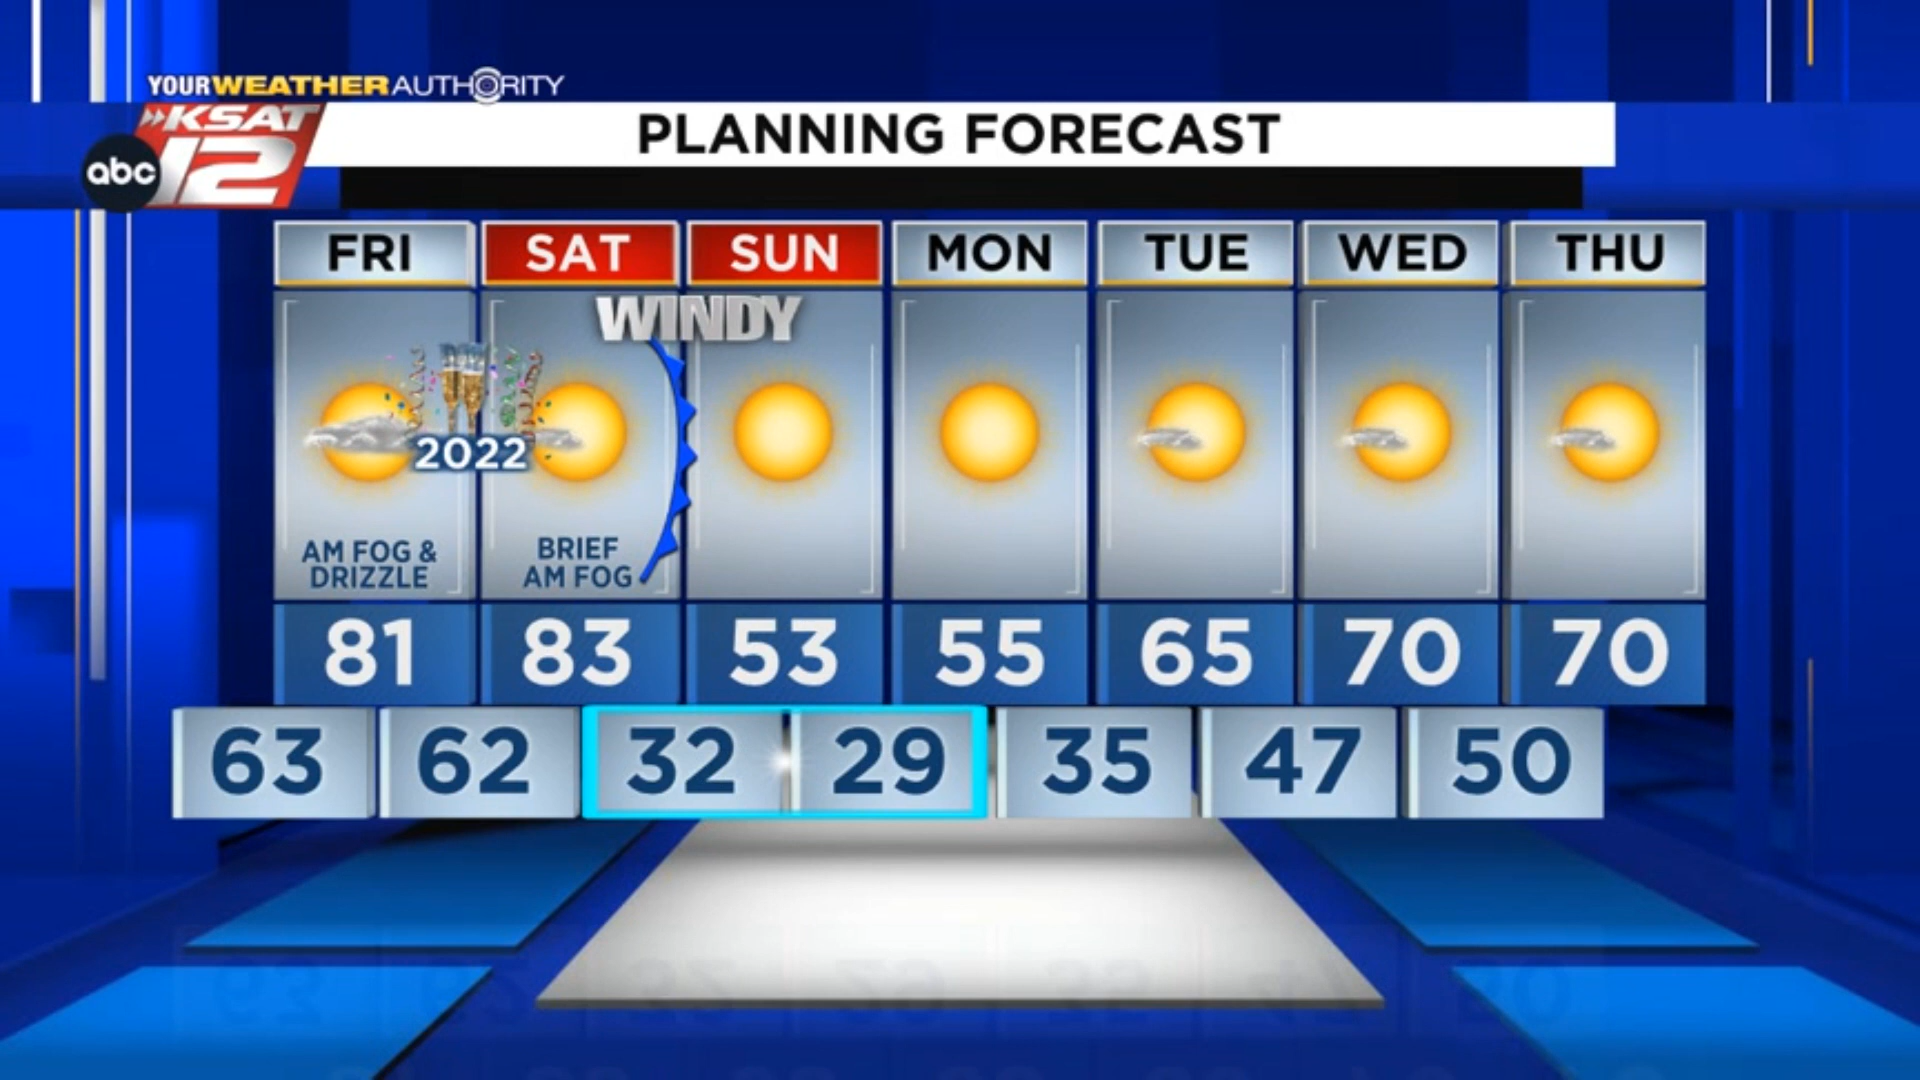 YOURWEATHERAUTHORITY
KSAT
abc 12
PLANNING FORECAST
FRI SAT SUN MON TUE WED THU
WINDY
2022
AM FOG &
DRIZZLE
BRIEF
AM FOG
81 83 53 55 65 70 70
63 62 32 29 35 47 50